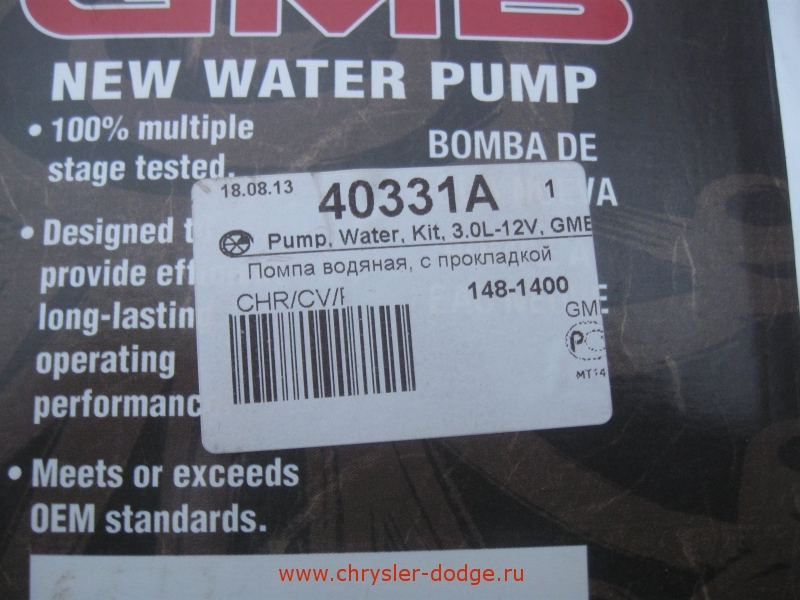 GMB
NEW WATER PUMP
• 100% multiple
stage tested.
BOMBA DE
• Designed
provide
long-lastin
operating
performanc
• Meets or exceeds
OEM standards.
18.08.13 40331A 1
Pump, Water, Kit, 3.0L-12V, GMB
Помпа водяная, с прокладкой
CHR/CV/ 148-1400
GM
www.chrysler-dodge.ru